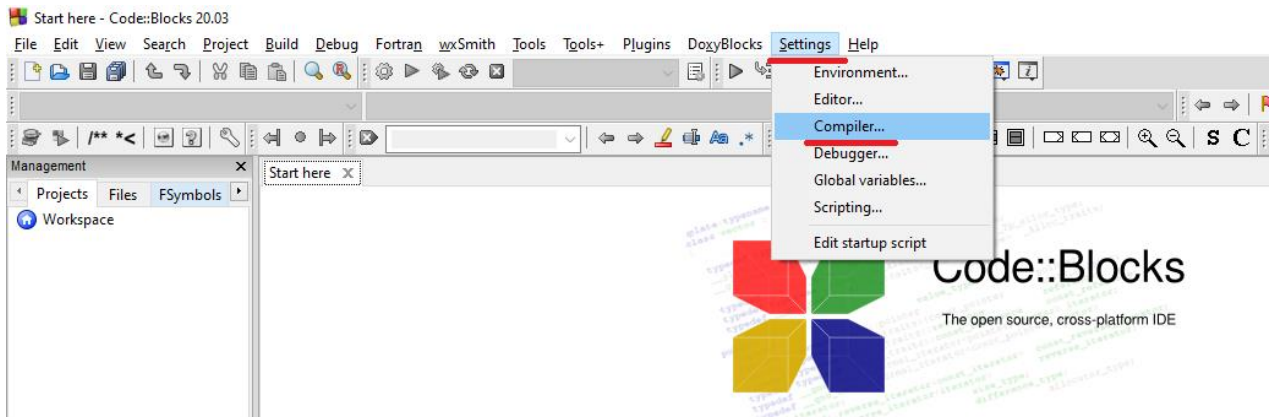 Start here - Code::Blocks 20.03
File Edit View Search Project Build Debug Fortran wxSmith Tools Tools+ Plugins DoxyBlocks Settings Help
Environment...
Editor...
Compiler...
/** *< S C
Management
Start here
Debugger...
Projects Files FSymbols
Global variables...
Workspace
Scripting...
Edit startup script
Code::Blocks
The open source, cross-platform IDE